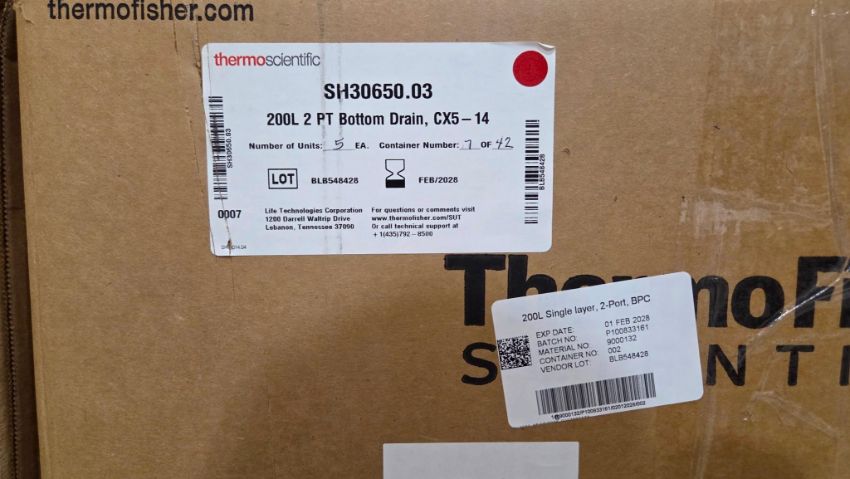 thermofisher.com
thermoscientific
SH30650.03
200L 2 PT Bottom Drain, CX5-14
Number of Units: 5 EA. Container Number: 7 OF 42
LOT BLB548428 FEB/2028
SH30650.03
BLB548428
0007
Life Technologies Corporation
1200 Darrell Waltrip Drive
Lebanon, Tennessee 37090
For questions or comments visit
www.thermofisher.com/SUT
Or call technical support at
+1(435)792-8500
200L Single layer, 2-Port, BPC
EXP DATE: 01 FEB 2028
BATCH NO: P100833161
MATERIAL NO: 9000132
CONTAINER NO: 002
VENDOR LOT: BLB548428